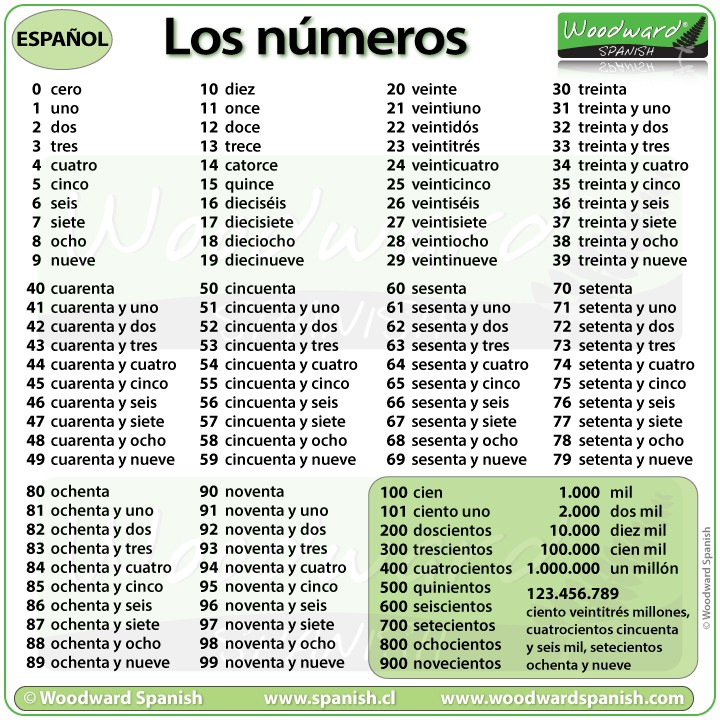 ESPAÑOL
Los números
Woodward®
SPANISH
0 cero
1 uno
2 dos
3 tres
4 cuatro
5 cinco
6 seis
7 siete
8 ocho
9 nueve
10 diez
11 once
12 doce
13 trece
14 catorce
15 quince
16 dieciséis
17 diecisiete
18 dieciocho
19 diecinueve
20 veinte
21 veintiuno
22 veintidós
23 veintitrés
24 veinticuatro
25 veinticinco
26 veintiséis
27 veintisiete
28 veintiocho
29 veintinueve
30 treinta
31 treinta y uno
32 treinta y dos
33 treinta y tres
34 treinta y cuatro
35 treinta y cinco
36 treinta y seis
37 treinta y siete
38 treinta y ocho
39 treinta y nueve
40 cuarenta
41 cuarenta y uno
42 cuarenta y dos
43 cuarenta y tres
44 cuarenta y cuatro
45 cuarenta y cinco
46 cuarenta y seis
47 cuarenta y siete
48 cuarenta y ocho
49 cuarenta y nueve
50 cincuenta
51 cincuenta y uno
52 cincuenta y dos
53 cincuenta y tres
54 cincuenta y cuatro
55 cincuenta y cinco
56 cincuenta y seis
57 cincuenta y siete
58 cincuenta y ocho
59 cincuenta y nueve
60 sesenta
61 sesenta y uno
62 sesenta y dos
63 sesenta y tres
64 sesenta y cuatro
65 sesenta y cinco
66 sesenta y seis
67 sesenta y siete
68 sesenta y ocho
69 sesenta y nueve
70 setenta
71 setenta y uno
72 setenta y dos
73 setenta y tres
74 setenta y cuatro
75 setenta y cinco
76 setenta y seis
77 setenta y siete
78 setenta y ocho
79 setenta y nueve
80 ochenta
81 ochenta y uno
82 ochenta y dos
83 ochenta y tres
84 ochenta y cuatro
85 ochenta y cinco
86 ochenta y seis
87 ochenta y siete
88 ochenta y ocho
89 ochenta y nueve
90 noventa
91 noventa y uno
92 noventa y dos
93 noventa y tres
94 noventa y cuatro
95 noventa y cinco
96 noventa y seis
97 noventa y siete
98 noventa y ocho
99 noventa y nueve
100 cien
101 ciento uno
200 doscientos
300 trescientos
400 cuatrocientos
500 quinientos
600 seiscientos
700 setecientos
800 ochocientos
900 novecientos
1.000 mil
2.000 dos mil
10.000 diez mil
100.000 cien mil
1.000.000 un millón
123.456.789
ciento veintitrés millones,
cuatrocientos cincuenta
y seis mil, setecientos
ochenta y nueve
© Woodward Spanish
© Woodward Spanish www.spanish.cl www.woodwardspanish.com
Woodward
SPANISH
Woodward
SPANISH